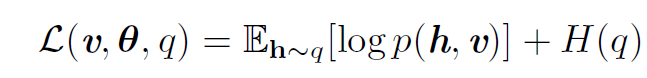 ℒ(𝒗, 𝜽, q) = 𝔼_{𝐡∼q}[log p(𝒉, 𝒗)] + H(q)